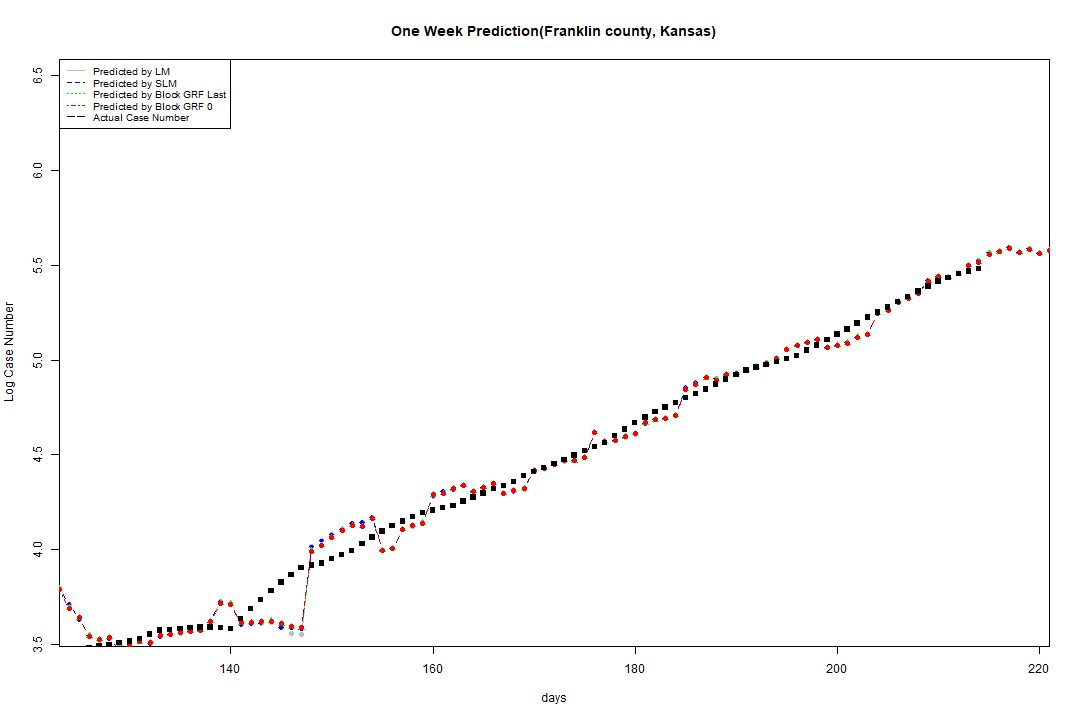 One Week Prediction(Franklin county, Kansas)
Predicted by LM
Predicted by SLM
Predicted by Block GRF Last
Predicted by Block GRF 0
Actual Case Number
6.5
6.0
5.5
5.0
4.5
4.0
3.5
Log Case Number
140 160 180 200 220
days